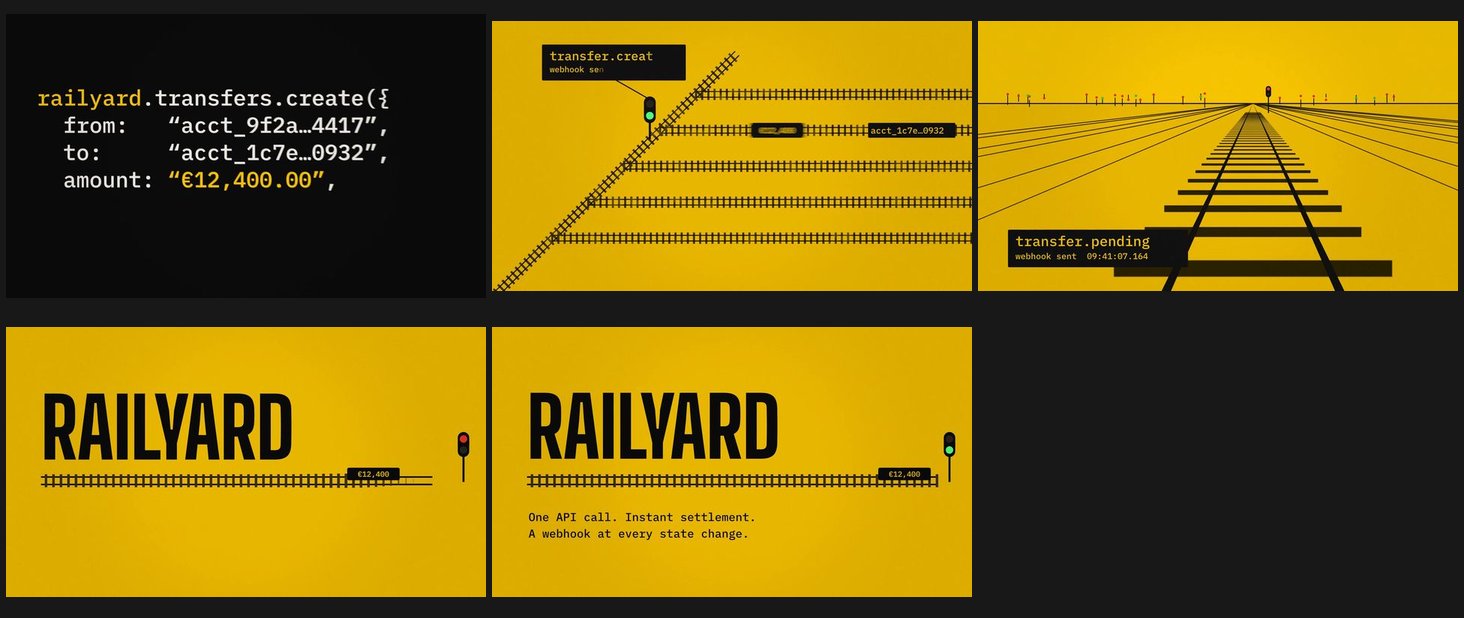 railyard.transfers.create({
from: “acct_9f2a…4417”,
to: “acct_1c7e…0932”,
amount: “€12,400.00”,
transfer.creat
webhook sen
acct_1c7e…0932
transfer.pending
webhook sent 09:41:07.164
RAILYARD
€12,400
RAILYARD
€12,400
One API call. Instant settlement.
A webhook at every state change.